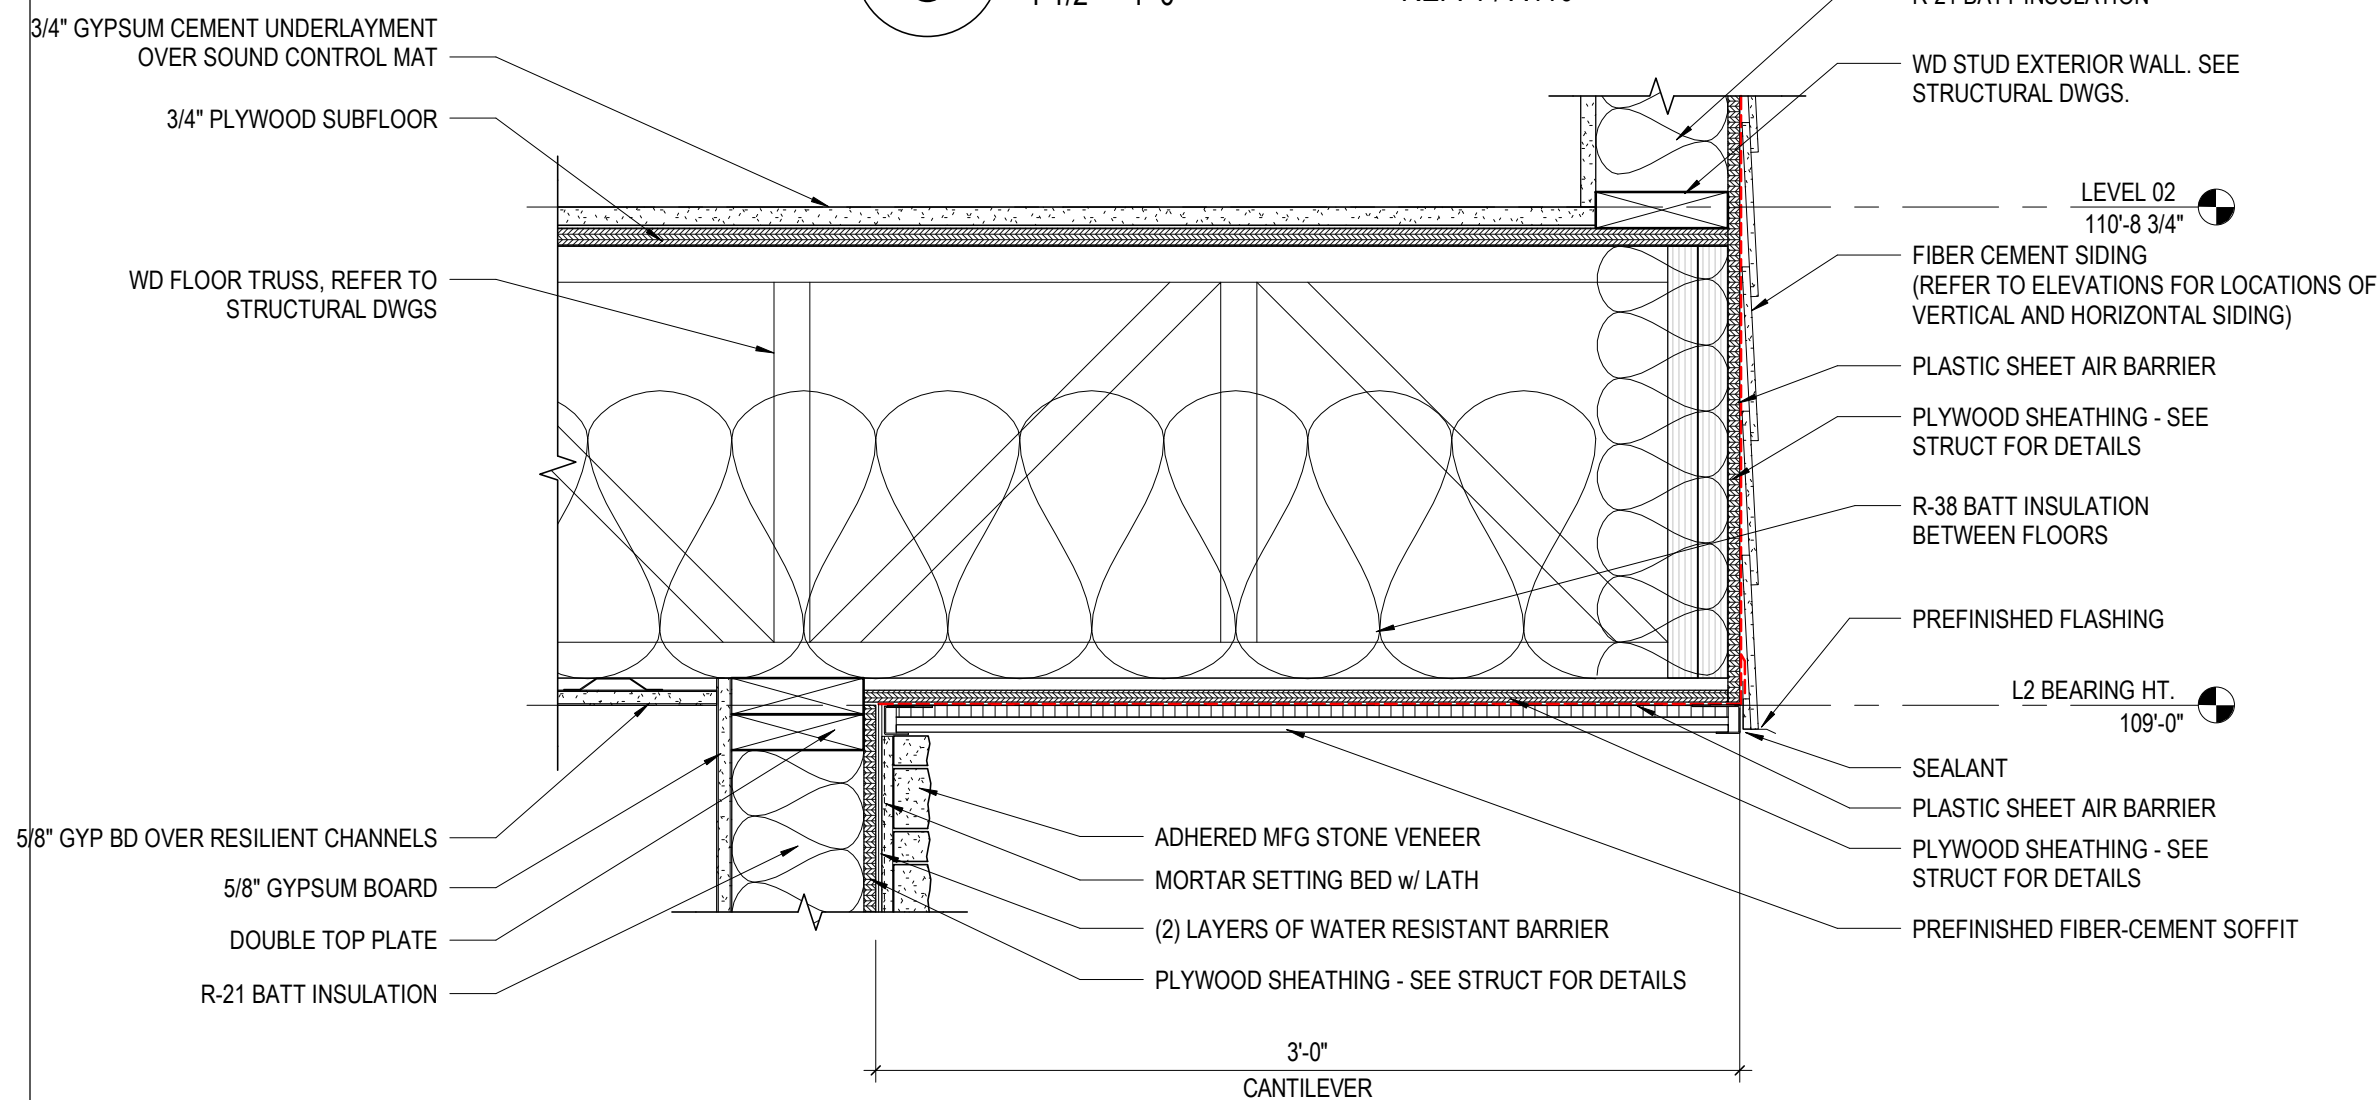 3/4" GYPSUM CEMENT UNDERLAYMENT
OVER SOUND CONTROL MAT
3/4" PLYWOOD SUBFLOOR
WD FLOOR TRUSS, REFER TO
STRUCTURAL DWGS
5/8" GYP BD OVER RESILIENT CHANNELS
5/8" GYPSUM BOARD
DOUBLE TOP PLATE
R-21 BATT INSULATION
ADHERED MFG STONE VENEER
MORTAR SETTING BED w/ LATH
(2) LAYERS OF WATER RESISTANT BARRIER
PLYWOOD SHEATHING - SEE STRUCT FOR DETAILS
3'-0"
CANTILEVER
R-21 BATT INSULATION
WD STUD EXTERIOR WALL. SEE
STRUCTURAL DWGS.
LEVEL 02
110'-8 3/4"
FIBER CEMENT SIDING
(REFER TO ELEVATIONS FOR LOCATIONS OF
VERTICAL AND HORIZONTAL SIDING)
PLASTIC SHEET AIR BARRIER
PLYWOOD SHEATHING - SEE
STRUCT FOR DETAILS
R-38 BATT INSULATION
BETWEEN FLOORS
PREFINISHED FLASHING
L2 BEARING HT.
109'-0"
SEALANT
PLASTIC SHEET AIR BARRIER
PLYWOOD SHEATHING - SEE
STRUCT FOR DETAILS
PREFINISHED FIBER-CEMENT SOFFIT